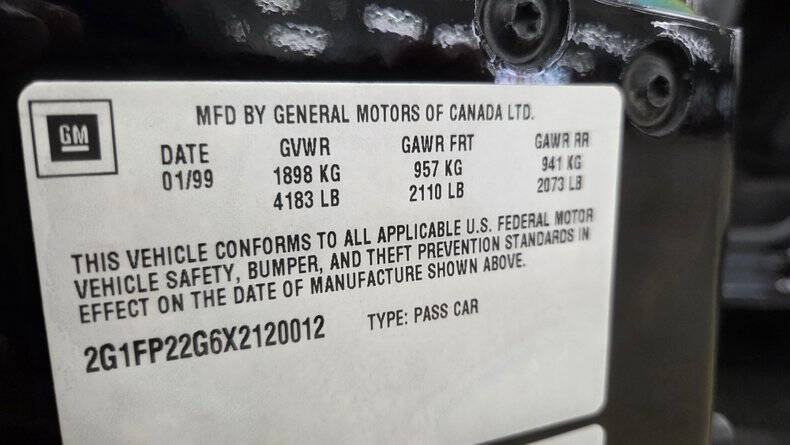 GM
MFD BY GENERAL MOTORS OF CANADA LTD.
DATE GVWR GAWR FRT GAWR RR
01/99 1898 KG 957 KG 941 KG
4183 LB 2110 LB 2073 LB
THIS VEHICLE CONFORMS TO ALL APPLICABLE U.S. FEDERAL MOTOR
VEHICLE SAFETY, BUMPER, AND THEFT PREVENTION STANDARDS IN
EFFECT ON THE DATE OF MANUFACTURE SHOWN ABOVE.
2G1FP22G6X2120012 TYPE: PASS CAR